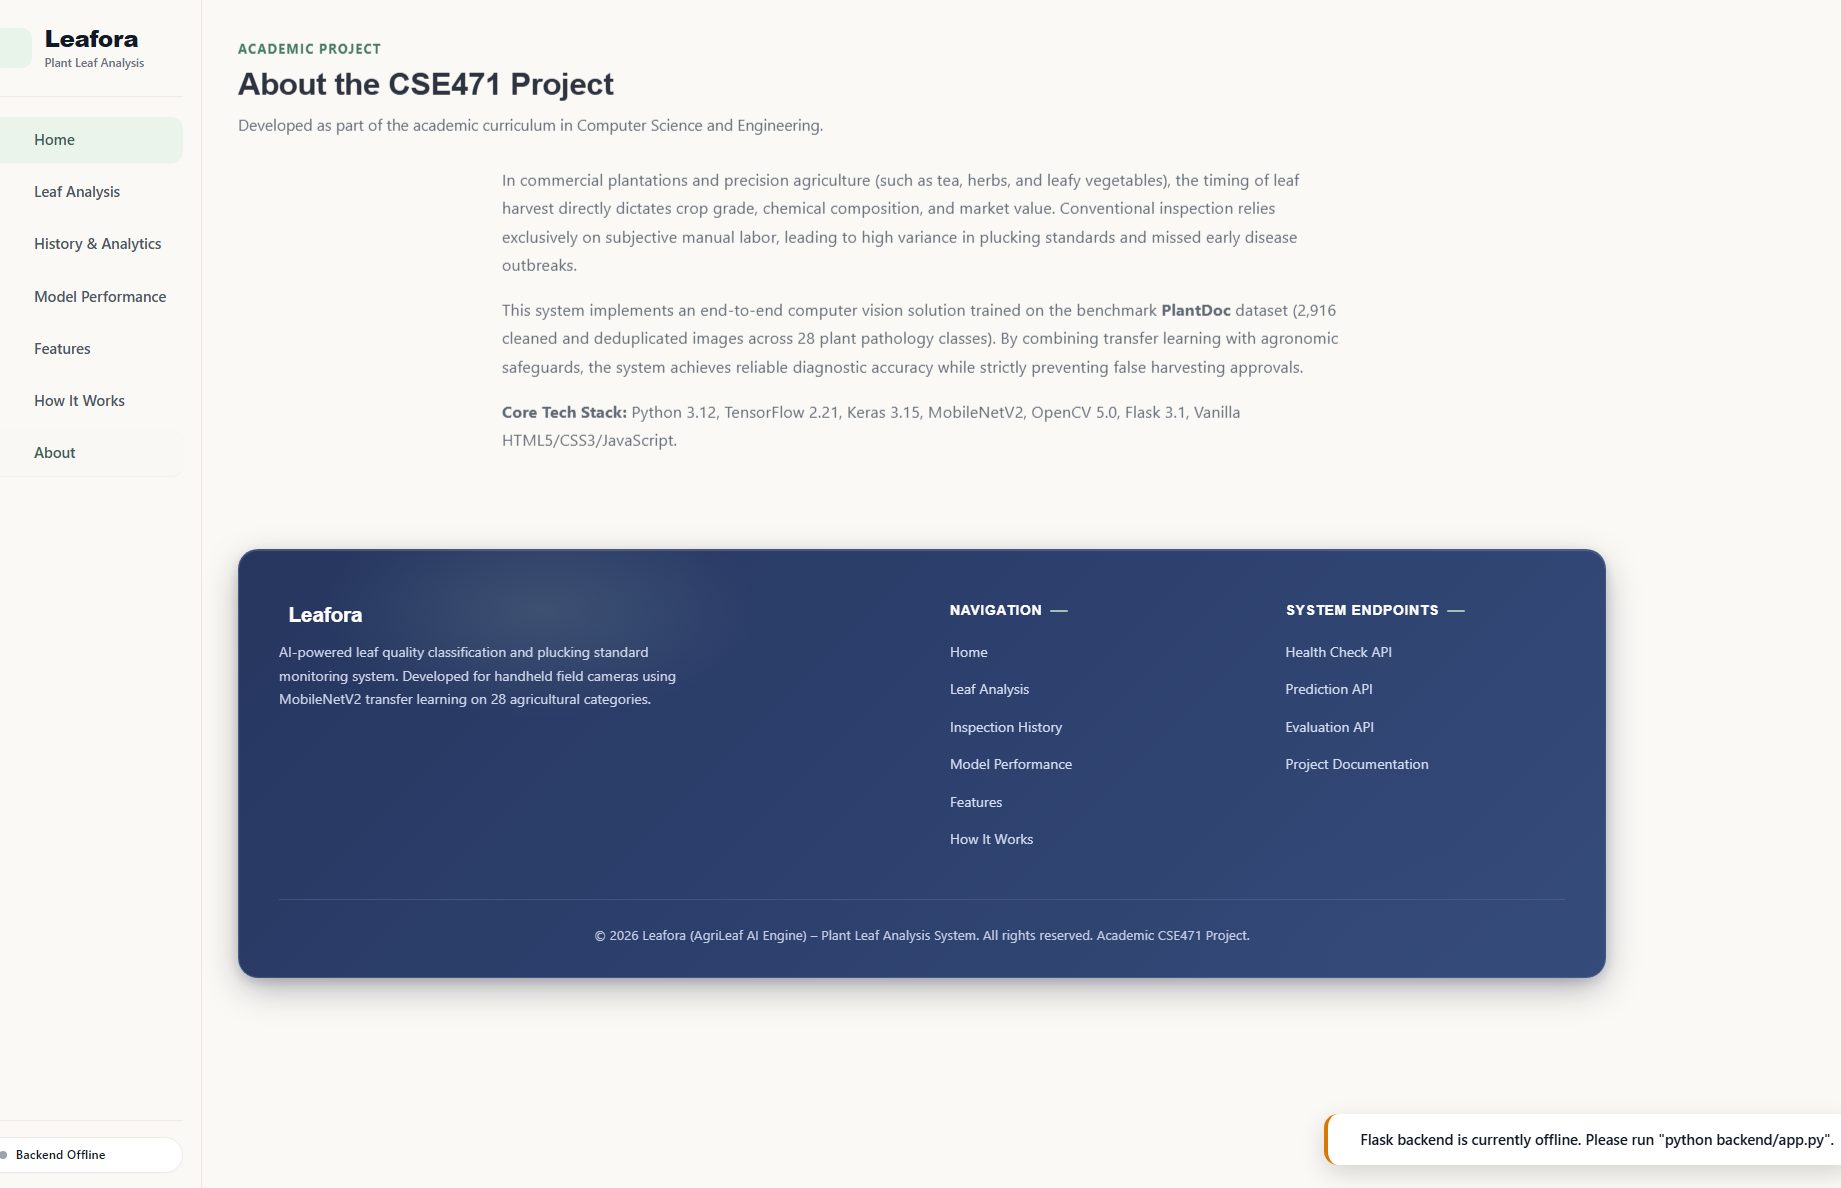 Leafora
Plant Leaf Analysis
Home
Leaf Analysis
History & Analytics
Model Performance
Features
How It Works
About
Backend Offline
ACADEMIC PROJECT
About the CSE471 Project
Developed as part of the academic curriculum in Computer Science and Engineering.
In commercial plantations and precision agriculture (such as tea, herbs, and leafy vegetables), the timing of leaf
harvest directly dictates crop grade, chemical composition, and market value. Conventional inspection relies
exclusively on subjective manual labor, leading to high variance in plucking standards and missed early disease
outbreaks.
This system implements an end-to-end computer vision solution trained on the benchmark PlantDoc dataset (2,916
cleaned and deduplicated images across 28 plant pathology classes). By combining transfer learning with agronomic
safeguards, the system achieves reliable diagnostic accuracy while strictly preventing false harvesting approvals.
Core Tech Stack: Python 3.12, TensorFlow 2.21, Keras 3.15, MobileNetV2, OpenCV 5.0, Flask 3.1, Vanilla
HTML5/CSS3/JavaScript.
Leafora
AI-powered leaf quality classification and plucking standard
monitoring system. Developed for handheld field cameras using
MobileNetV2 transfer learning on 28 agricultural categories.
NAVIGATION
Home
Leaf Analysis
Inspection History
Model Performance
Features
How It Works
SYSTEM ENDPOINTS
Health Check API
Prediction API
Evaluation API
Project Documentation
© 2026 Leafora (AgriLeaf AI Engine) – Plant Leaf Analysis System. All rights reserved. Academic CSE471 Project.
Flask backend is currently offline. Please run "python backend/app.py".